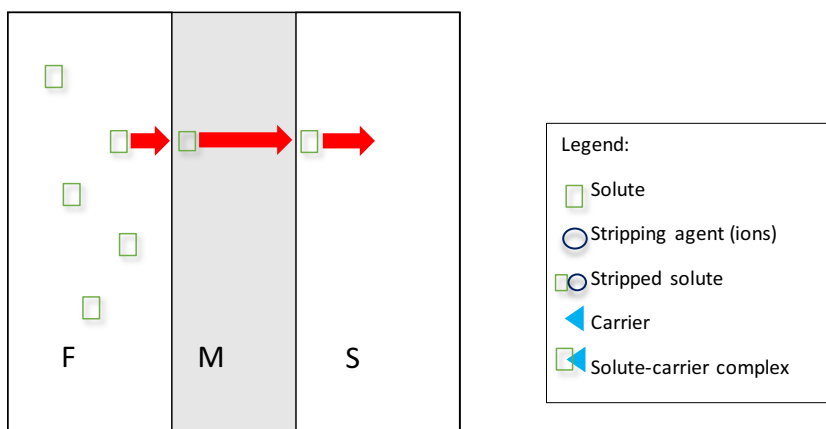 F
M
S
Legend:
Solute
Stripping agent (ions)
Stripped solute
Carrier
Solute-carrier complex